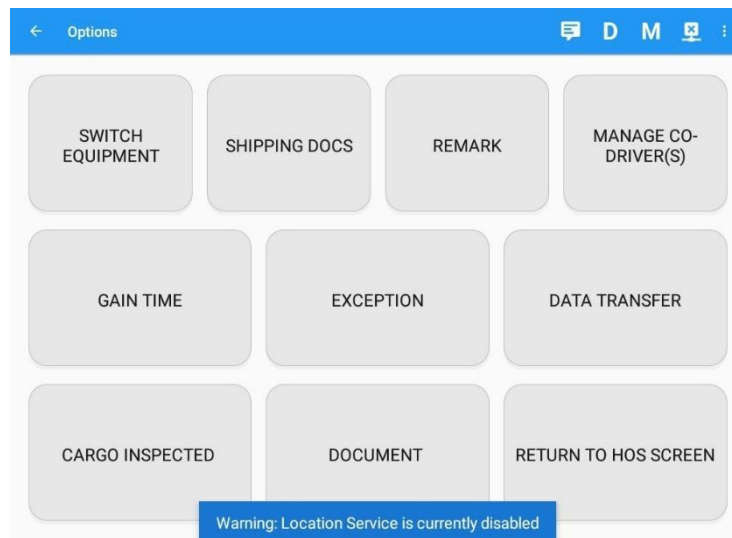 Options
D M
SWITCH
EQUIPMENT
SHIPPING DOCS
REMARK
MANAGE CO-
DRIVER(S)
GAIN TIME
EXCEPTION
DATA TRANSFER
CARGO INSPECTED
DOCUMENT
RETURN TO HOS SCREEN
Warning: Location Service is currently disabled